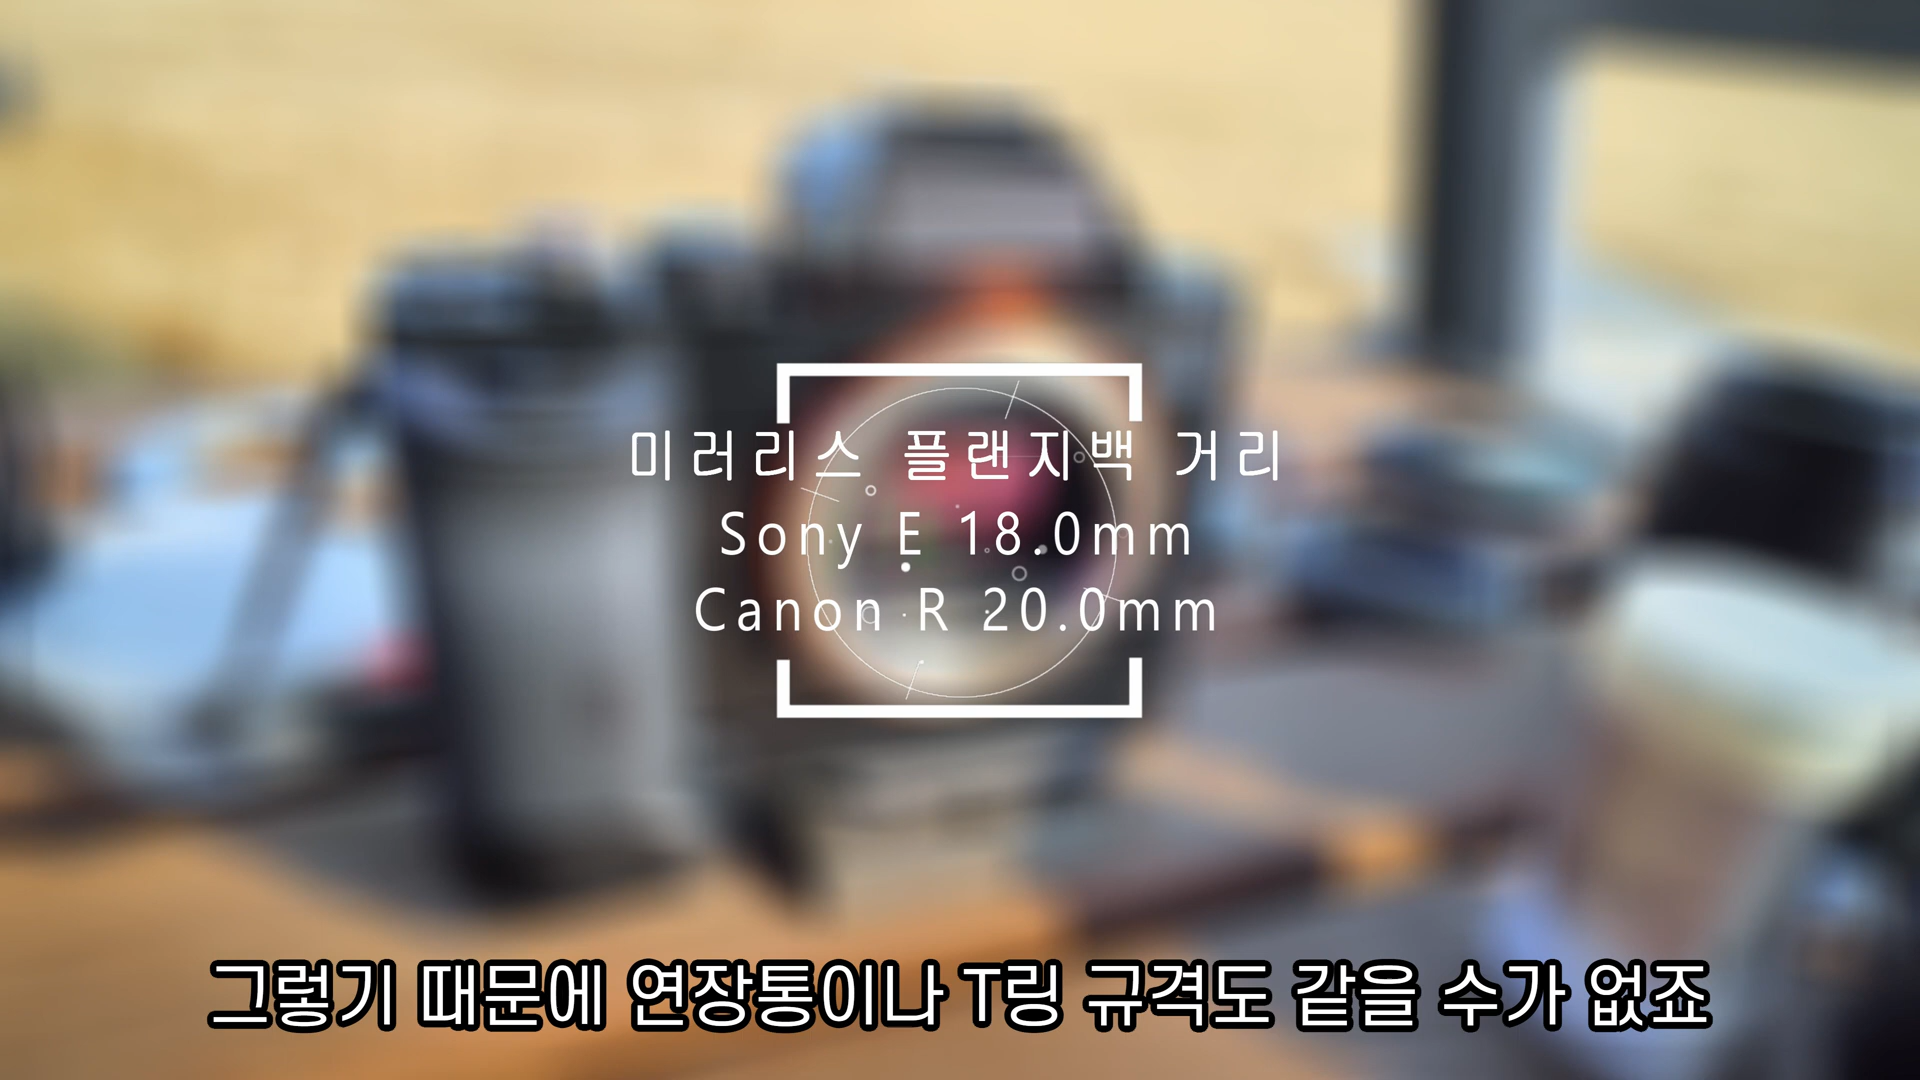 미러리스 플랜지백 거리
Sony E 18.0mm
Canon R 20.0mm
그렇기 때문에 연장통이나 T링 규격도 같을 수가 없죠